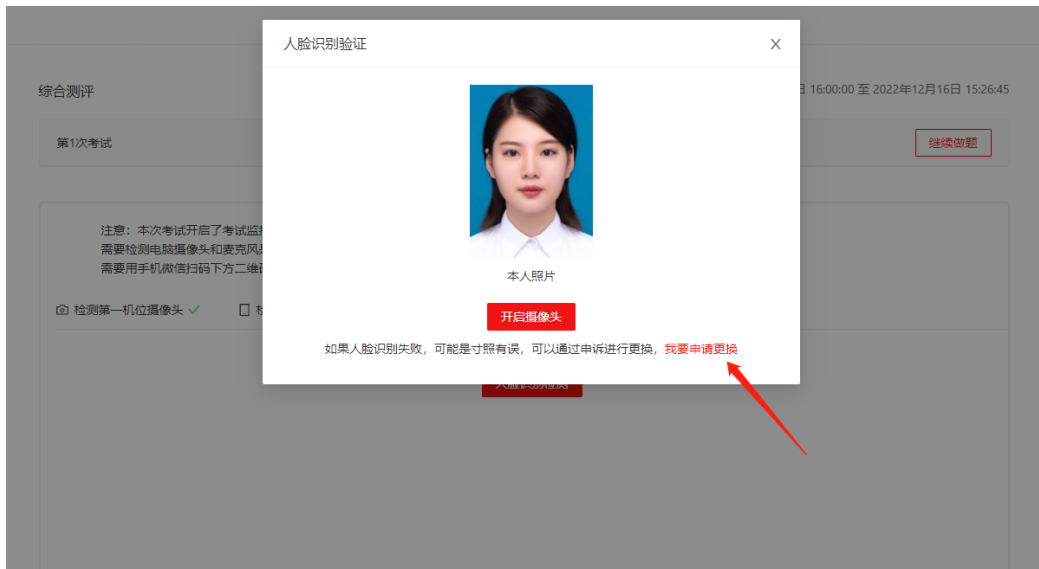 人脸识别验证
X
综合测评
日 16:00:00 至 2022年12月16日 15:26:45
第1次考试
继续做题
注意：本次考试开启了考试监
需要检测电脑摄像头和麦克风
需要用手机微信扫码下方二维
本人照片
检测第一机位摄像头
开启摄像头
如果人脸识别失败，可能是寸照有误，可以通过申诉进行更换，我要申请更换
人脸识别检测